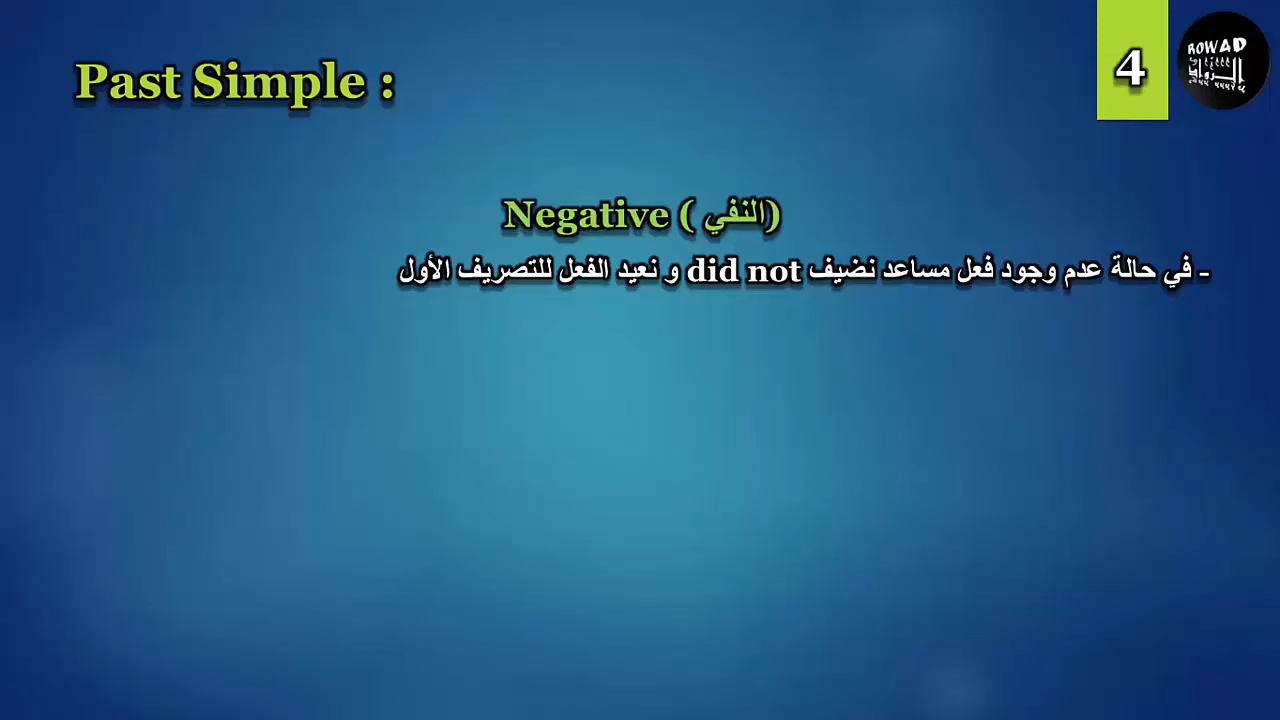 Past Simple :
4
ROWAD
الرواد
Negative ( النفي)
- في حالة عدم وجود فعل مساعد نضيف did not و نعيد الفعل للتصريف الأول